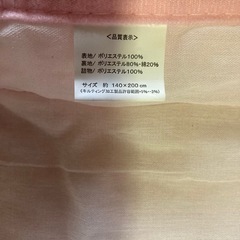 ＜品質表示＞
表地/ ポリエステル100%
裏地/ ポリエステル80%・綿20%
詰物/ ポリエステル100%
サイズ 約 140×200cm
(キルティング加工製品許容範囲+5%〜-3%)